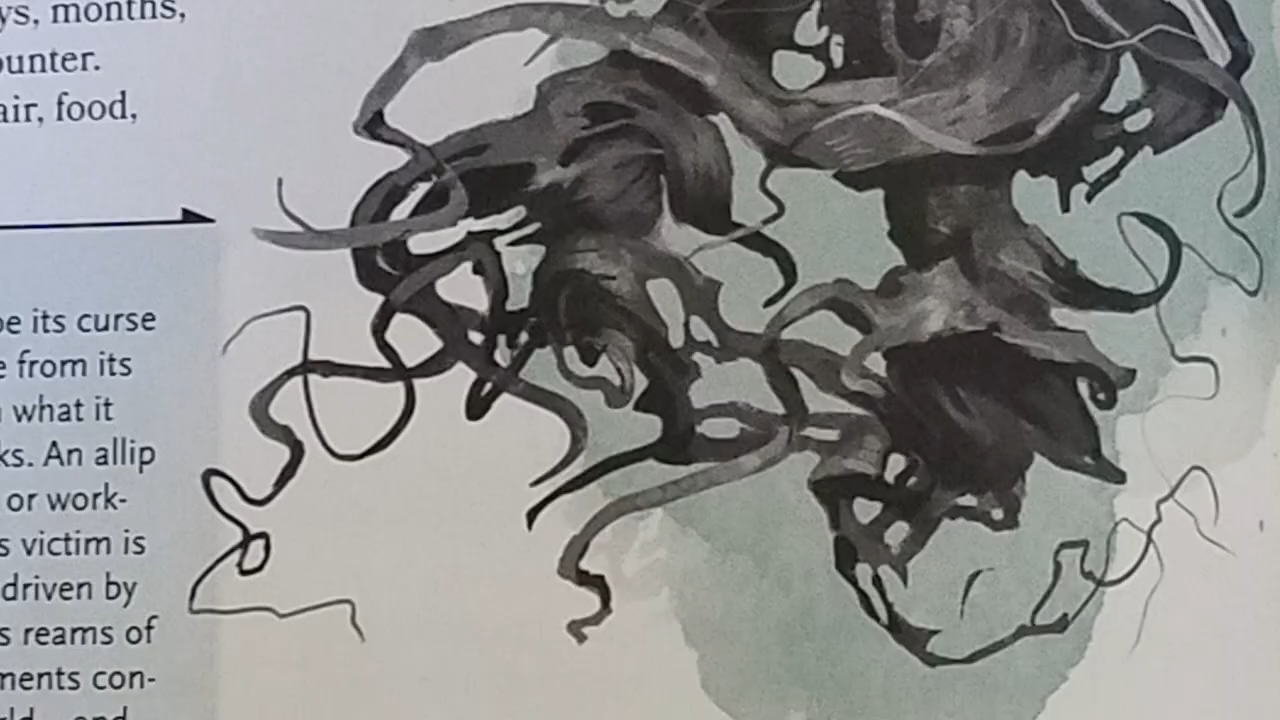 ys, months,
ounter.
air, food,
be its curse
e from its
what it
ks. An allip
or work-
s victim is
driven by
s reams of
ments con-